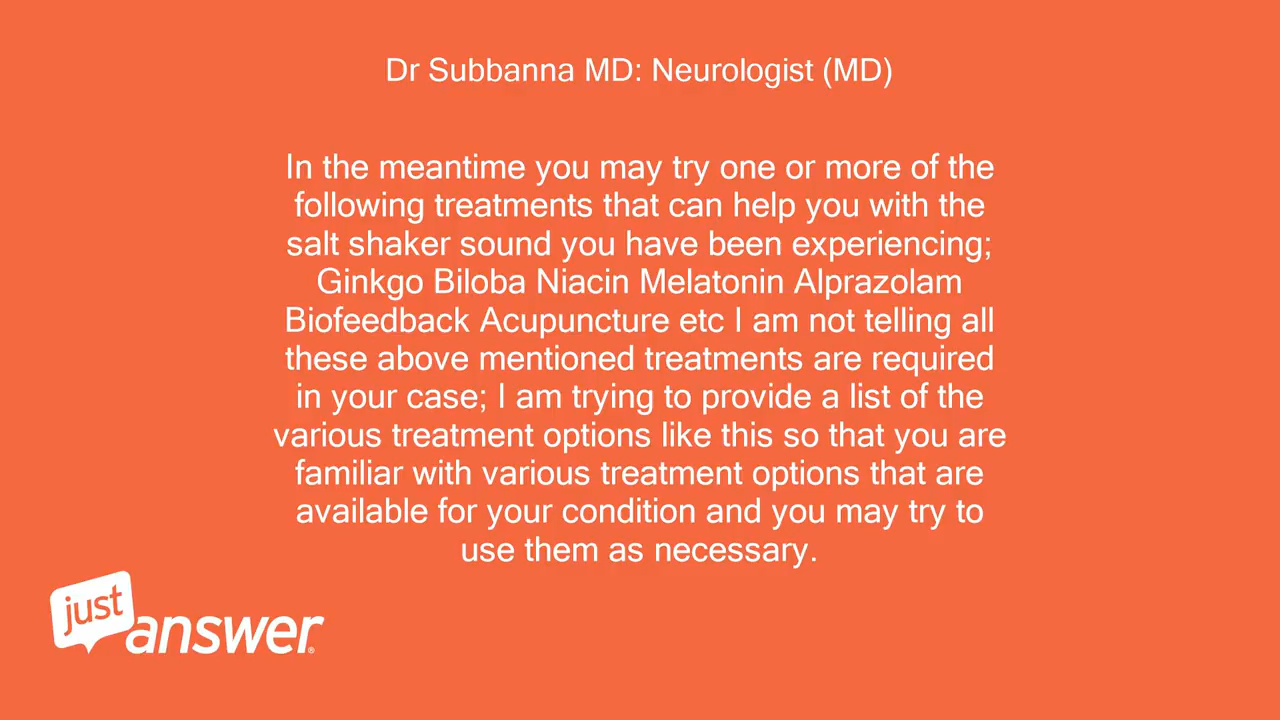 Dr Subbanna MD: Neurologist (MD)
In the meantime you may try one or more of the
following treatments that can help you with the
salt shaker sound you have been experiencing;
Ginkgo Biloba Niacin Melatonin Alprazolam
Biofeedback Acupuncture etc I am not telling all
these above mentioned treatments are required
in your case; I am trying to provide a list of the
various treatment options like this so that you are
familiar with various treatment options that are
available for your condition and you may try to
use them as necessary.
just
answer®